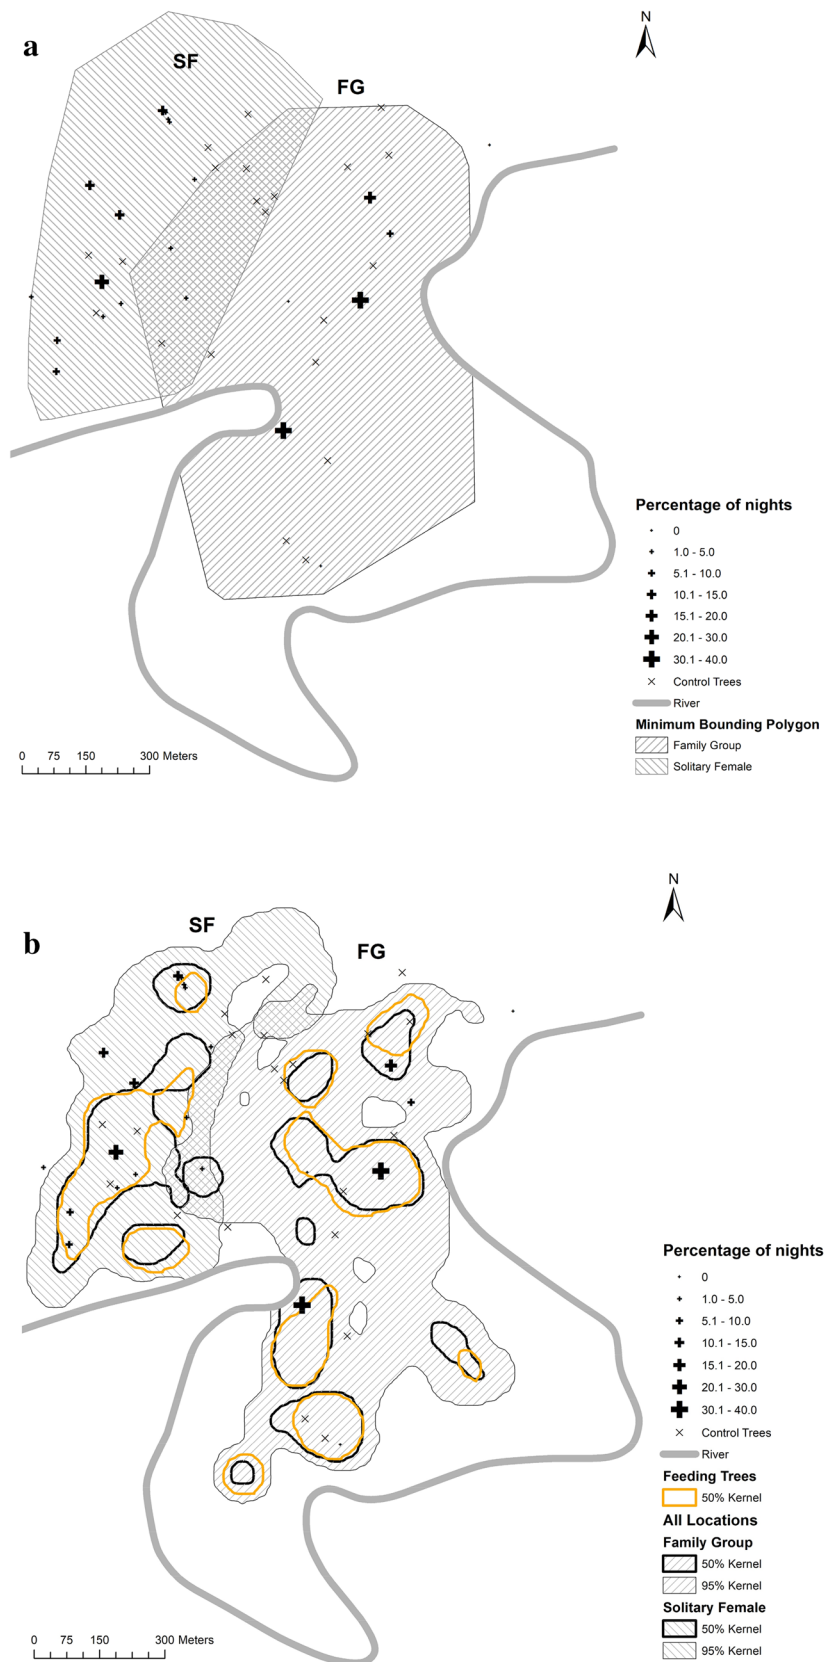 N
a
SF
FG
Percentage of nights
0
1.0 - 5.0
5.1 - 10.0
10.1 - 15.0
15.1 - 20.0
20.1 - 30.0
30.1 - 40.0
Control Trees
River
Minimum Bounding Polygon
Family Group
Solitary Female
0 75 150 300 Meters
N
b
SF
FG
Percentage of nights
0
1.0 - 5.0
5.1 - 10.0
10.1 - 15.0
15.1 - 20.0
20.1 - 30.0
30.1 - 40.0
Control Trees
River
Feeding Trees
50% Kernel
All Locations
Family Group
50% Kernel
95% Kernel
Solitary Female
50% Kernel
95% Kernel
0 75 150 300 Meters